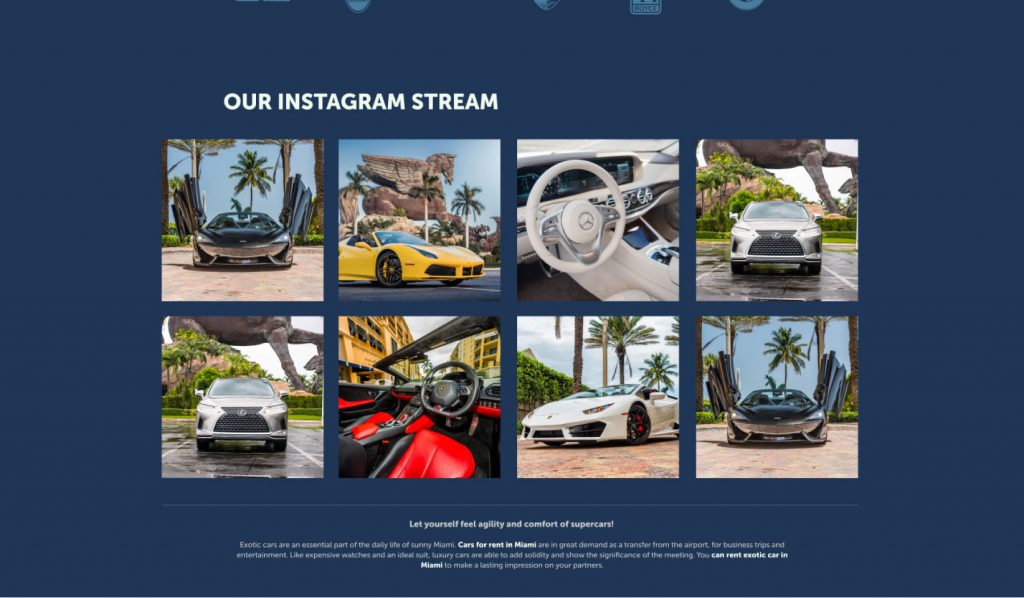 ROYCE
OUR INSTAGRAM STREAM
Let yourself feel agility and comfort of supercars!
Exotic cars are an essential part of the daily life of sunny Miami. Cars for rent in Miami are in great demand as a transfer from the airport, for business trips and
entertainment. Like expensive watches and an ideal suit, luxury cars are able to add solidity and show the significance of the meeting. You can rent exotic car in
Miami to make a lasting impression on your partners.